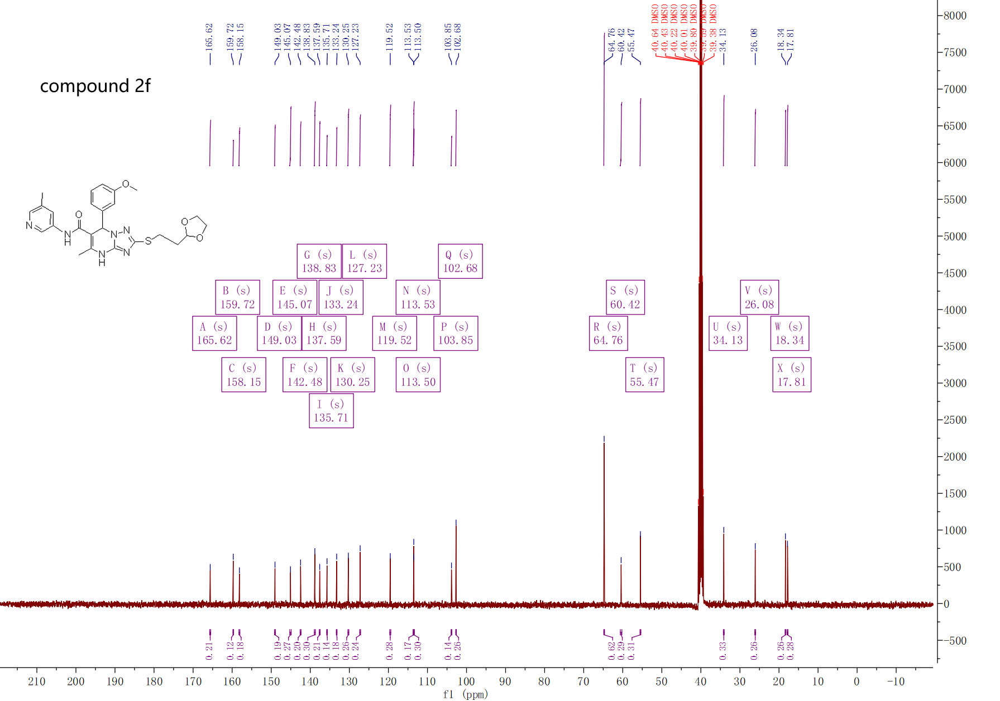 165.62
159.72
158.15
149.03
145.07
142.48
138.83
137.59
135.71
133.24
130.25
127.23
119.52
113.53
113.50
103.85
102.68
64.76
60.42
55.47
40.64 DMSO
40.43 DMSO
40.22 DMSO
40.01 DMSO
39.80 DMSO
39.59 DMSO
39.38 DMSO
34.13
26.08
18.34
17.81
compound 2f
O
O
N
N
H
O
N
N
N
N
H
S
O
O
G (s)
138.83
L (s)
127.23
Q (s)
102.68
B (s)
159.72
E (s)
145.07
J (s)
133.24
N (s)
113.53
S (s)
60.42
V (s)
26.08
A (s)
165.62
D (s)
149.03
H (s)
137.59
M (s)
119.52
P (s)
103.85
R (s)
64.76
U (s)
34.13
W (s)
18.34
C (s)
158.15
F (s)
142.48
K (s)
130.25
O (s)
113.50
T (s)
55.47
X (s)
17.81
I (s)
135.71
8000
7500
7000
6500
6000
5500
5000
4500
4000
3500
3000
2500
2000
1500
1000
500
0
-500
0.21
0.12
0.18
0.19
0.27
0.20
0.30
0.21
0.14
0.18
0.26
0.24
0.28
0.17
0.30
0.14
0.26
0.62
0.29
0.31
0.33
0.26
0.26
0.28
210 200 190 180 170 160 150 140 130 120 110 100 90 80 70 60 50 40 30 20 10 0 -10
f1 (ppm)